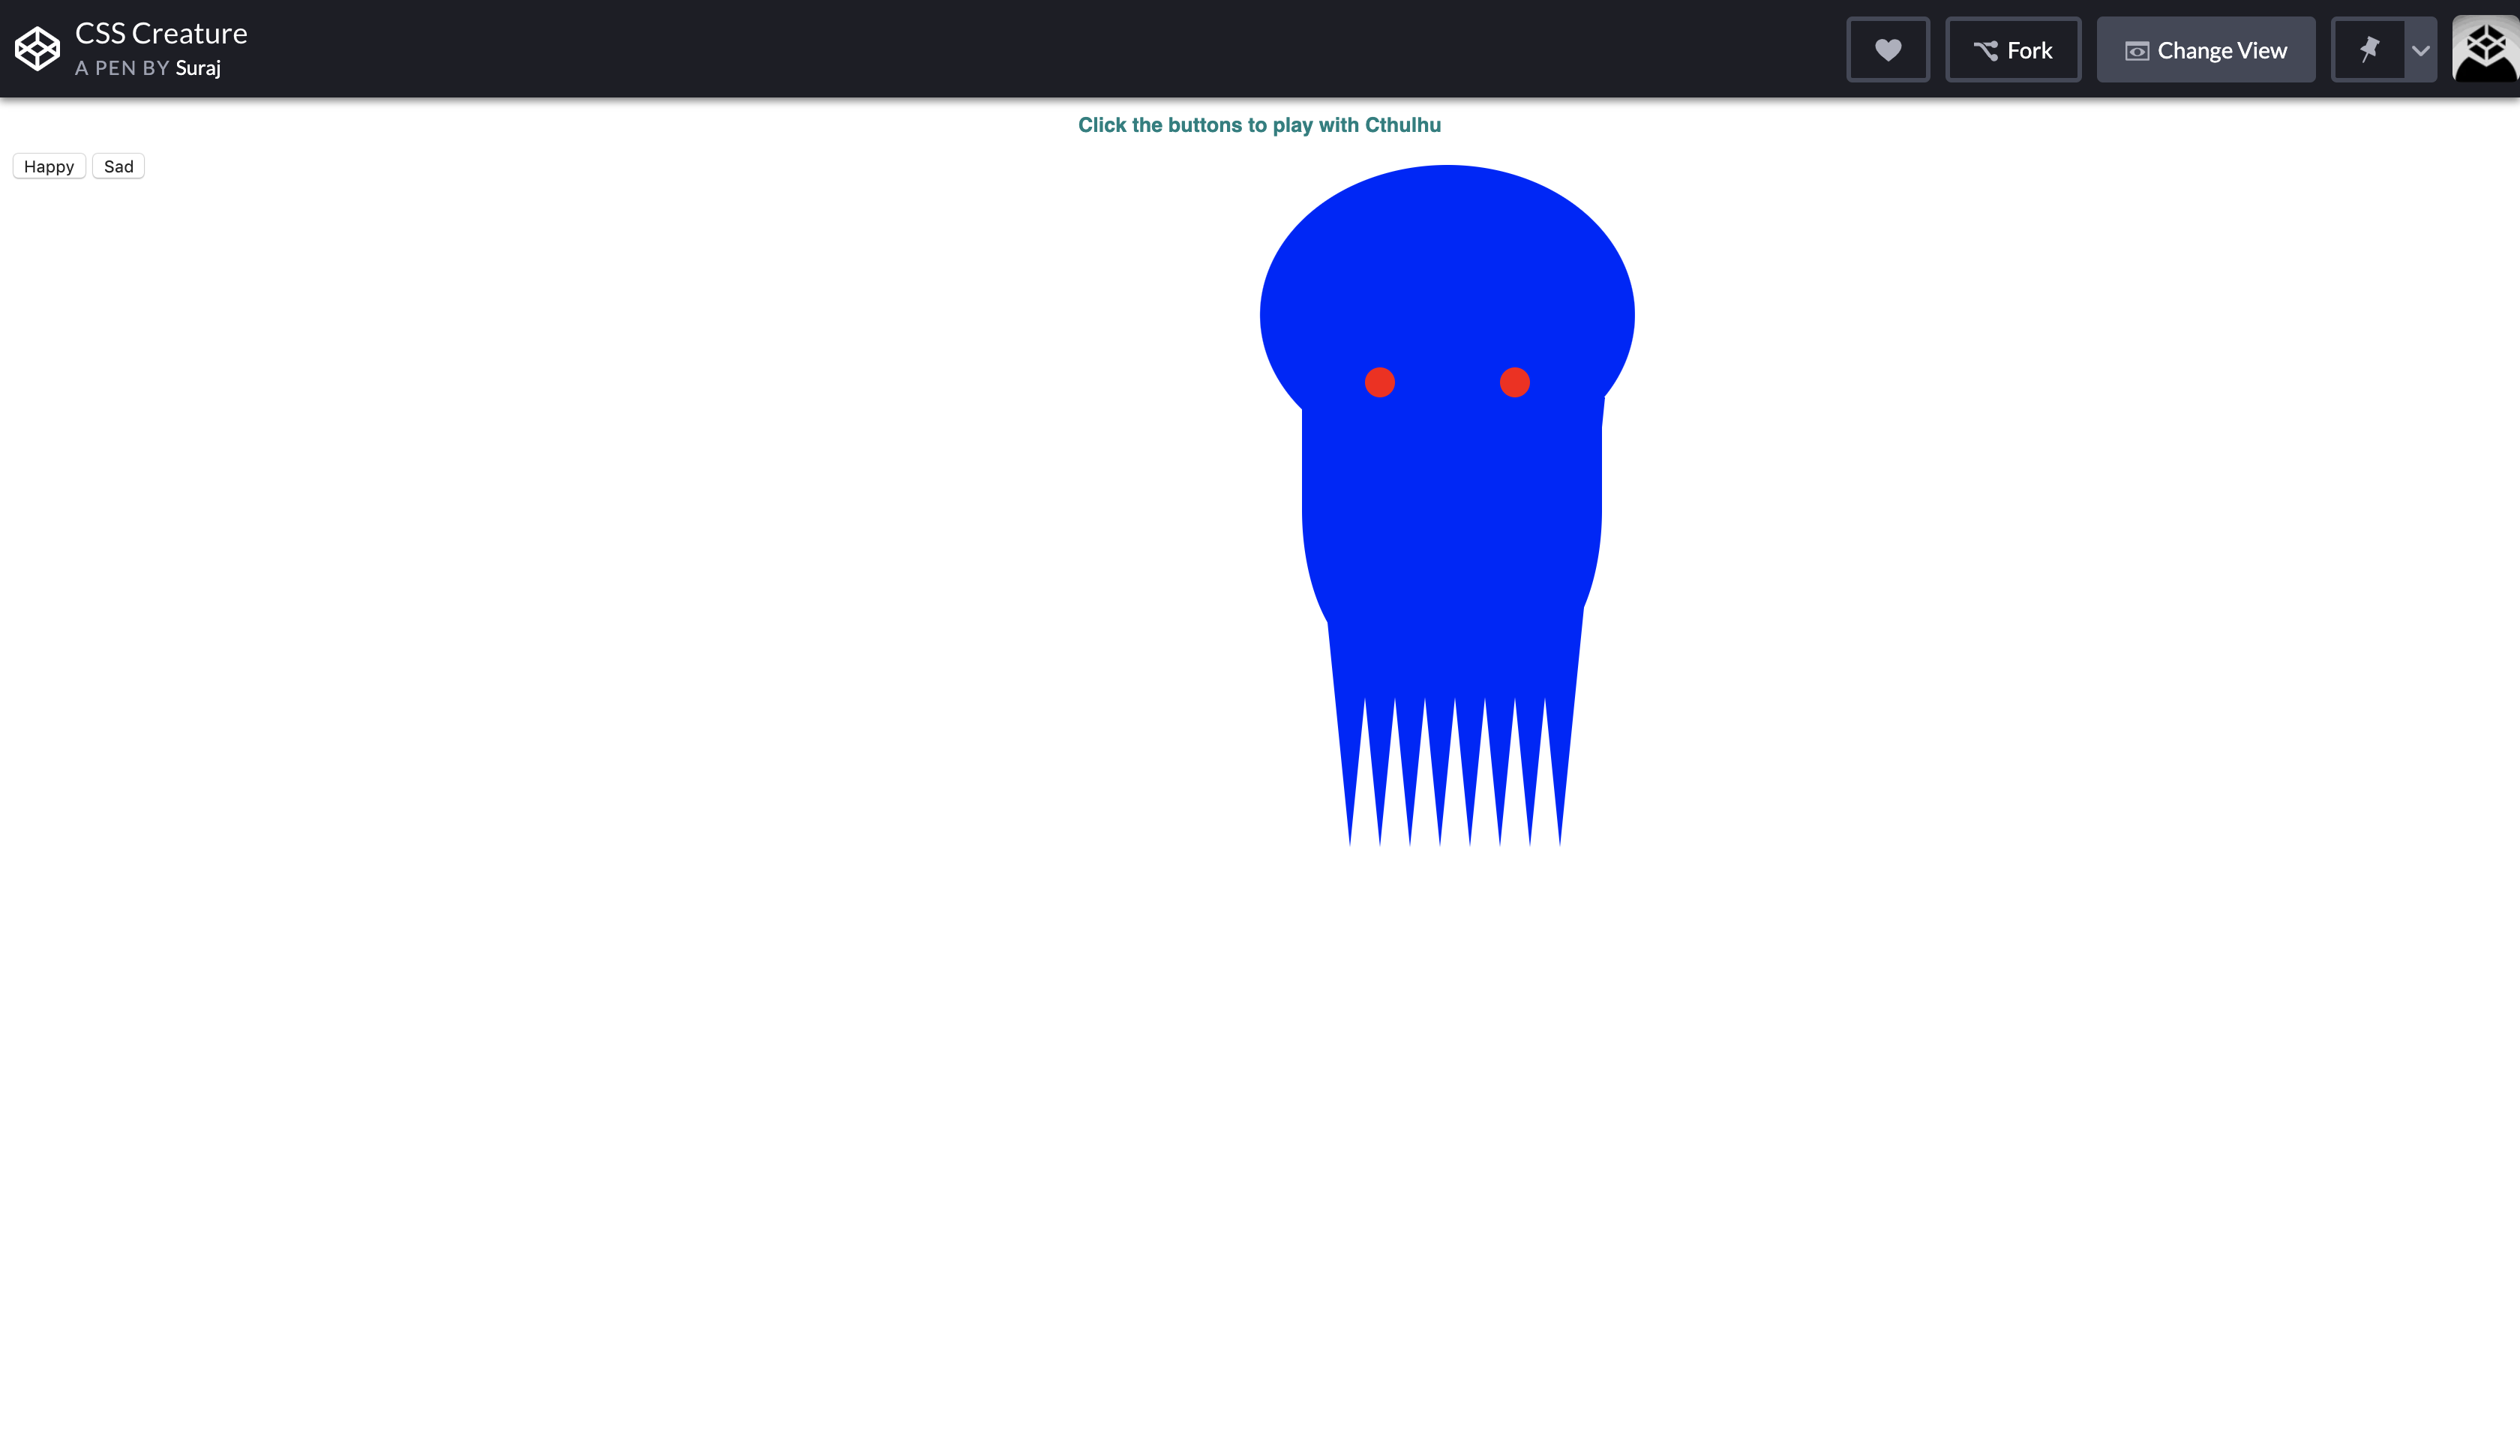 CSS Creature
A PEN BY Suraj
Fork
Change View
Click the buttons to play with Cthulhu
Happy Sad